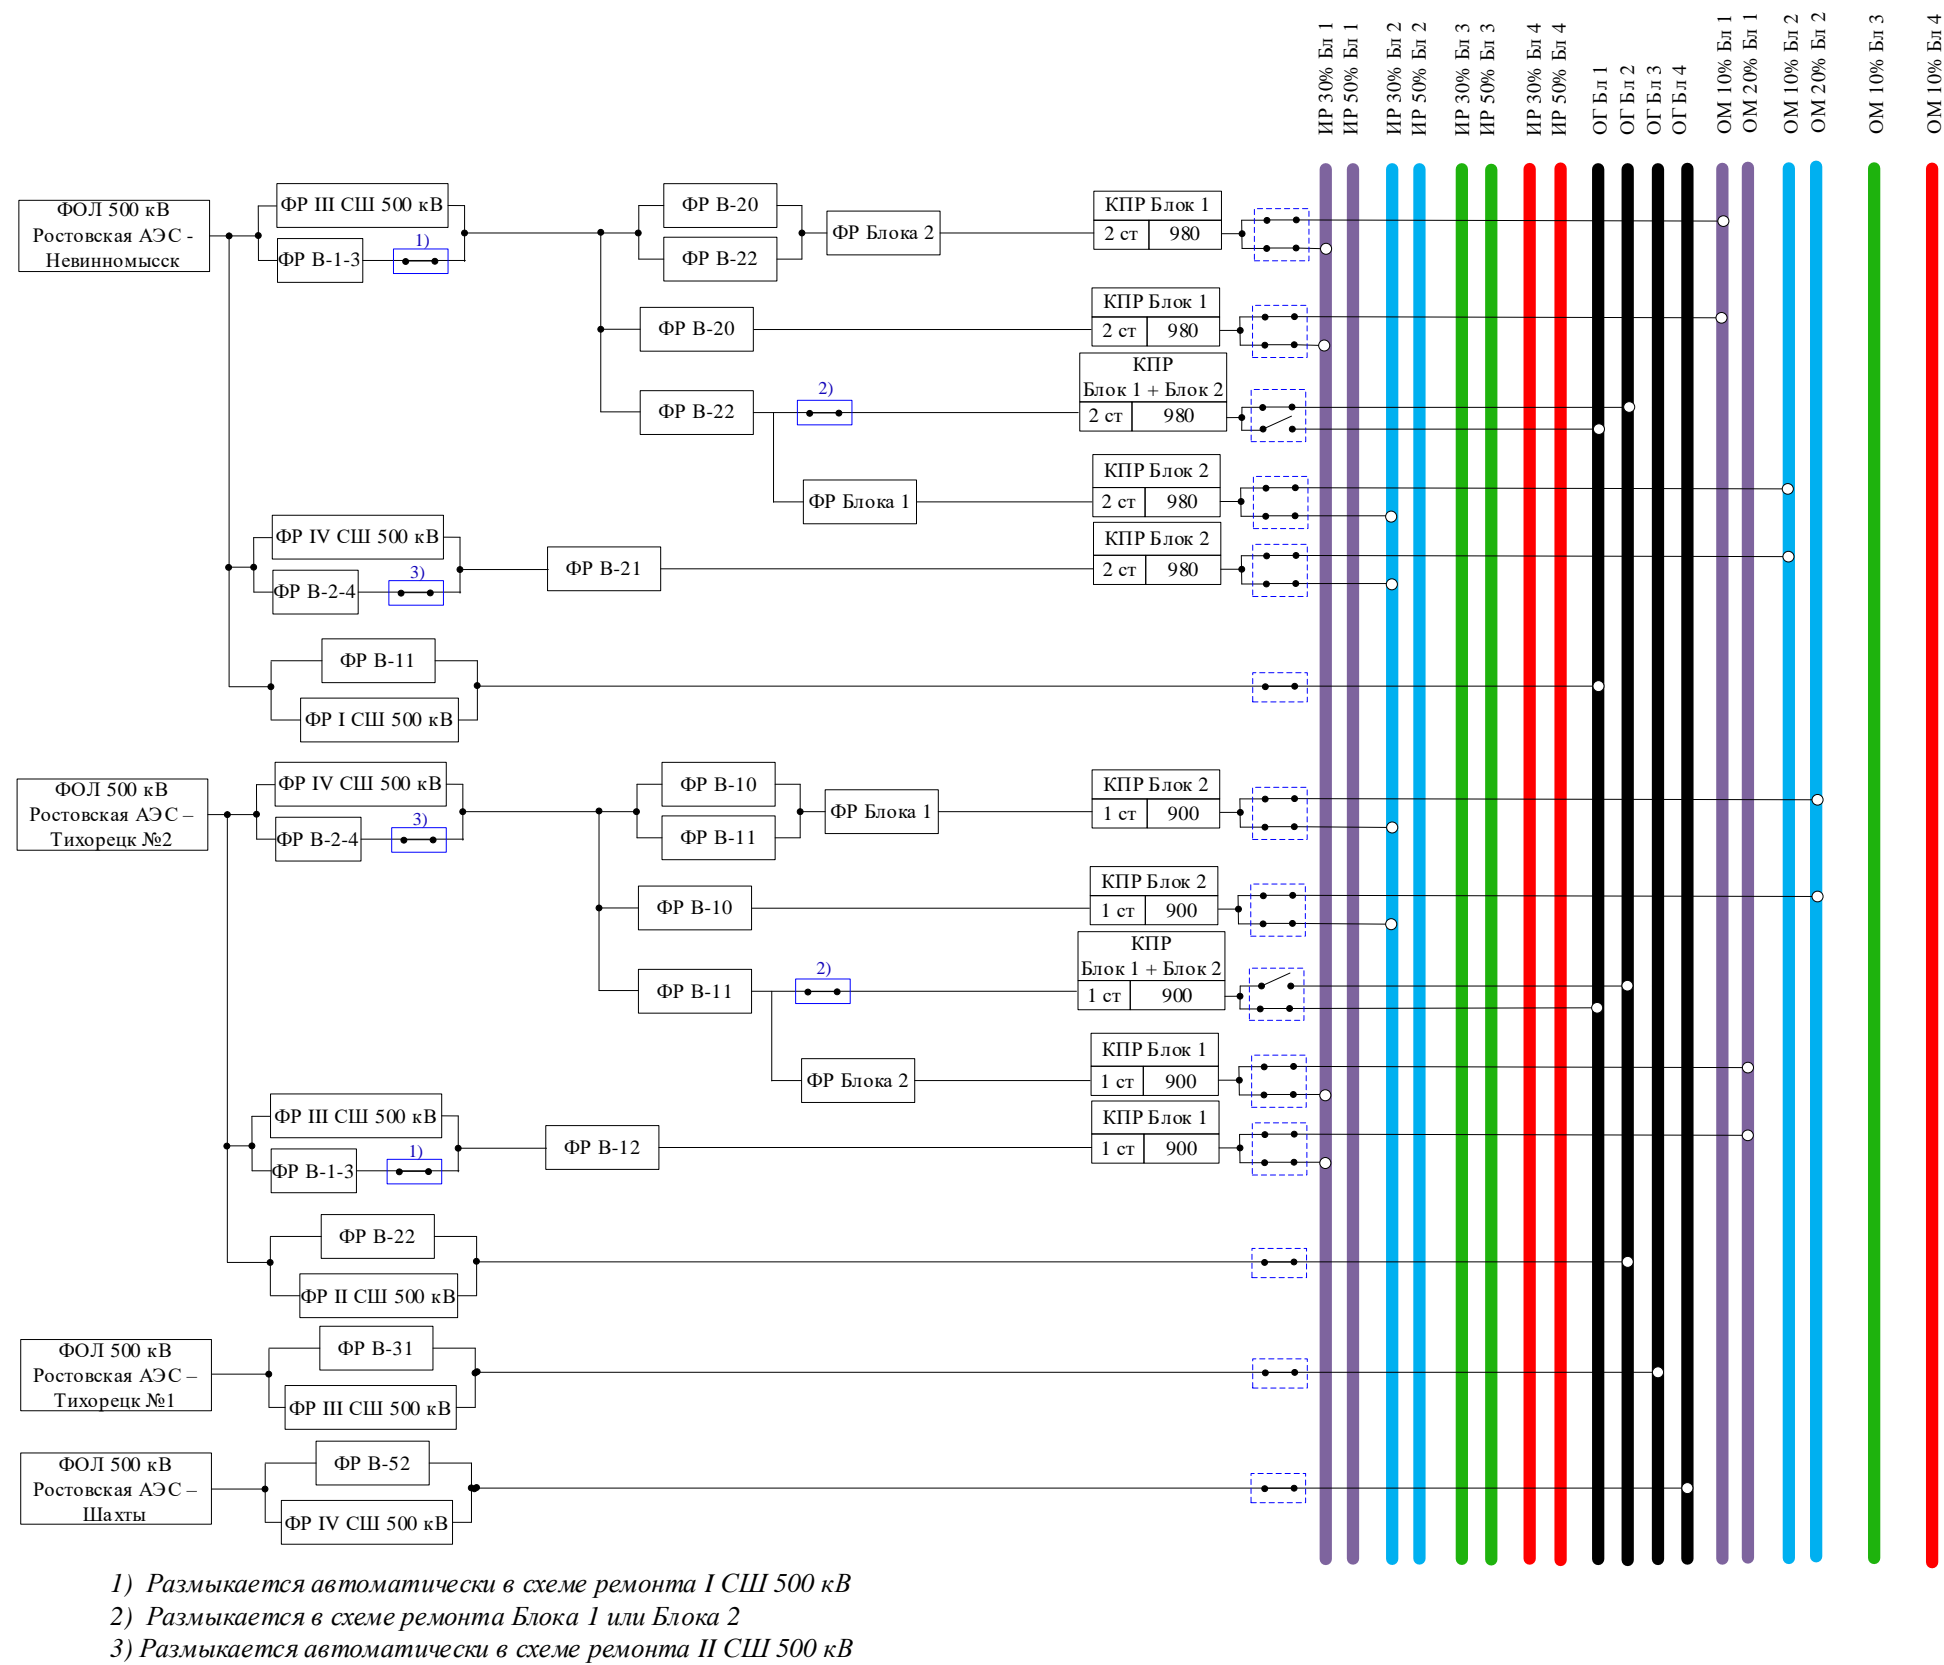 ИР 30% Бл 1
ИР 50% Бл 1
ИР 30% Бл 2
ИР 50% Бл 2
ИР 30% Бл 3
ИР 50% Бл 3
ИР 30% Бл 4
ИР 50% Бл 4
ОГ Бл 1
ОГ Бл 2
ОГ Бл 3
ОГ Бл 4
ОМ 10% Бл 1
ОМ 20% Бл 1
ОМ 10% Бл 2
ОМ 20% Бл 2
ОМ 10% Бл 3
ОМ 10% Бл 4
ФОЛ 500 кВ
Ростовская АЭС -
Невинномысск
ФР III СШ 500 кВ
ФР В-1-3
1)
ФР В-20
ФР В-22
ФР Блока 2
КПР Блок 1
2 ст 980
ФР В-20
КПР Блок 1
2 ст 980
ФР В-22
2)
КПР
Блок 1 + Блок 2
2 ст 980
ФР Блока 1
КПР Блок 2
2 ст 980
ФР IV СШ 500 кВ
ФР В-2-4
3)
ФР В-21
КПР Блок 2
2 ст 980
ФР В-11
ФР I СШ 500 кВ
ФОЛ 500 кВ
Ростовская АЭС –
Тихорецк №2
ФР IV СШ 500 кВ
ФР В-2-4
3)
ФР В-10
ФР В-11
ФР Блока 1
КПР Блок 2
1 ст 900
ФР В-10
КПР Блок 2
1 ст 900
ФР В-11
2)
КПР
Блок 1 + Блок 2
1 ст 900
ФР Блока 2
КПР Блок 1
1 ст 900
ФР III СШ 500 кВ
ФР В-1-3
1)
ФР В-12
КПР Блок 1
1 ст 900
ФР В-22
ФР II СШ 500 кВ
ФОЛ 500 кВ
Ростовская АЭС –
Тихорецк №1
ФР В-31
ФР III СШ 500 кВ
ФОЛ 500 кВ
Ростовская АЭС –
Шахты
ФР В-52
ФР IV СШ 500 кВ
1) Размыкается автоматически в схеме ремонта I СШ 500 кВ
2) Размыкается в схеме ремонта Блока 1 или Блока 2
3) Размыкается автоматически в схеме ремонта II СШ 500 кВ